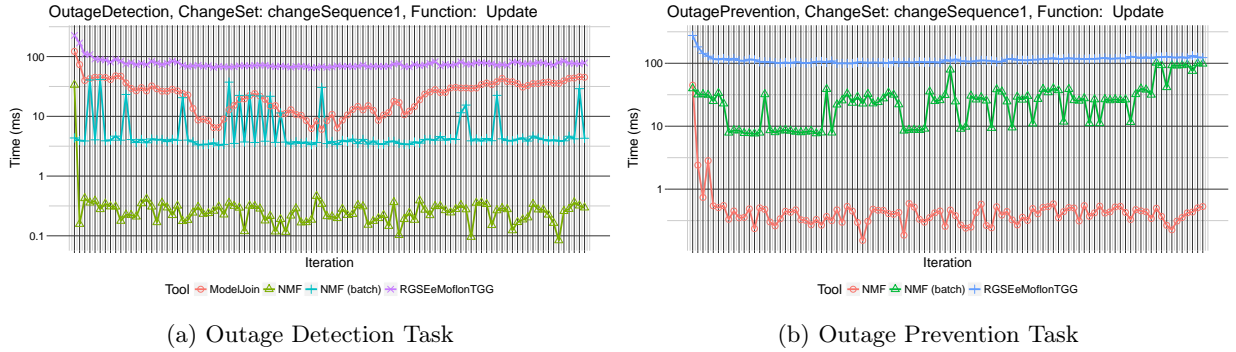 OutageDetection, ChangeSet: changeSequence1, Function: Update
100
10
1
0.1
Time (ms)
Iteration
Tool ModelJoin NMF NMF (batch) RGSEeMoflonTGG
(a) Outage Detection Task
OutagePrevention, ChangeSet: changeSequence1, Function: Update
100
10
1
Time (ms)
Iteration
Tool NMF NMF (batch) RGSEeMoflonTGG
(b) Outage Prevention Task